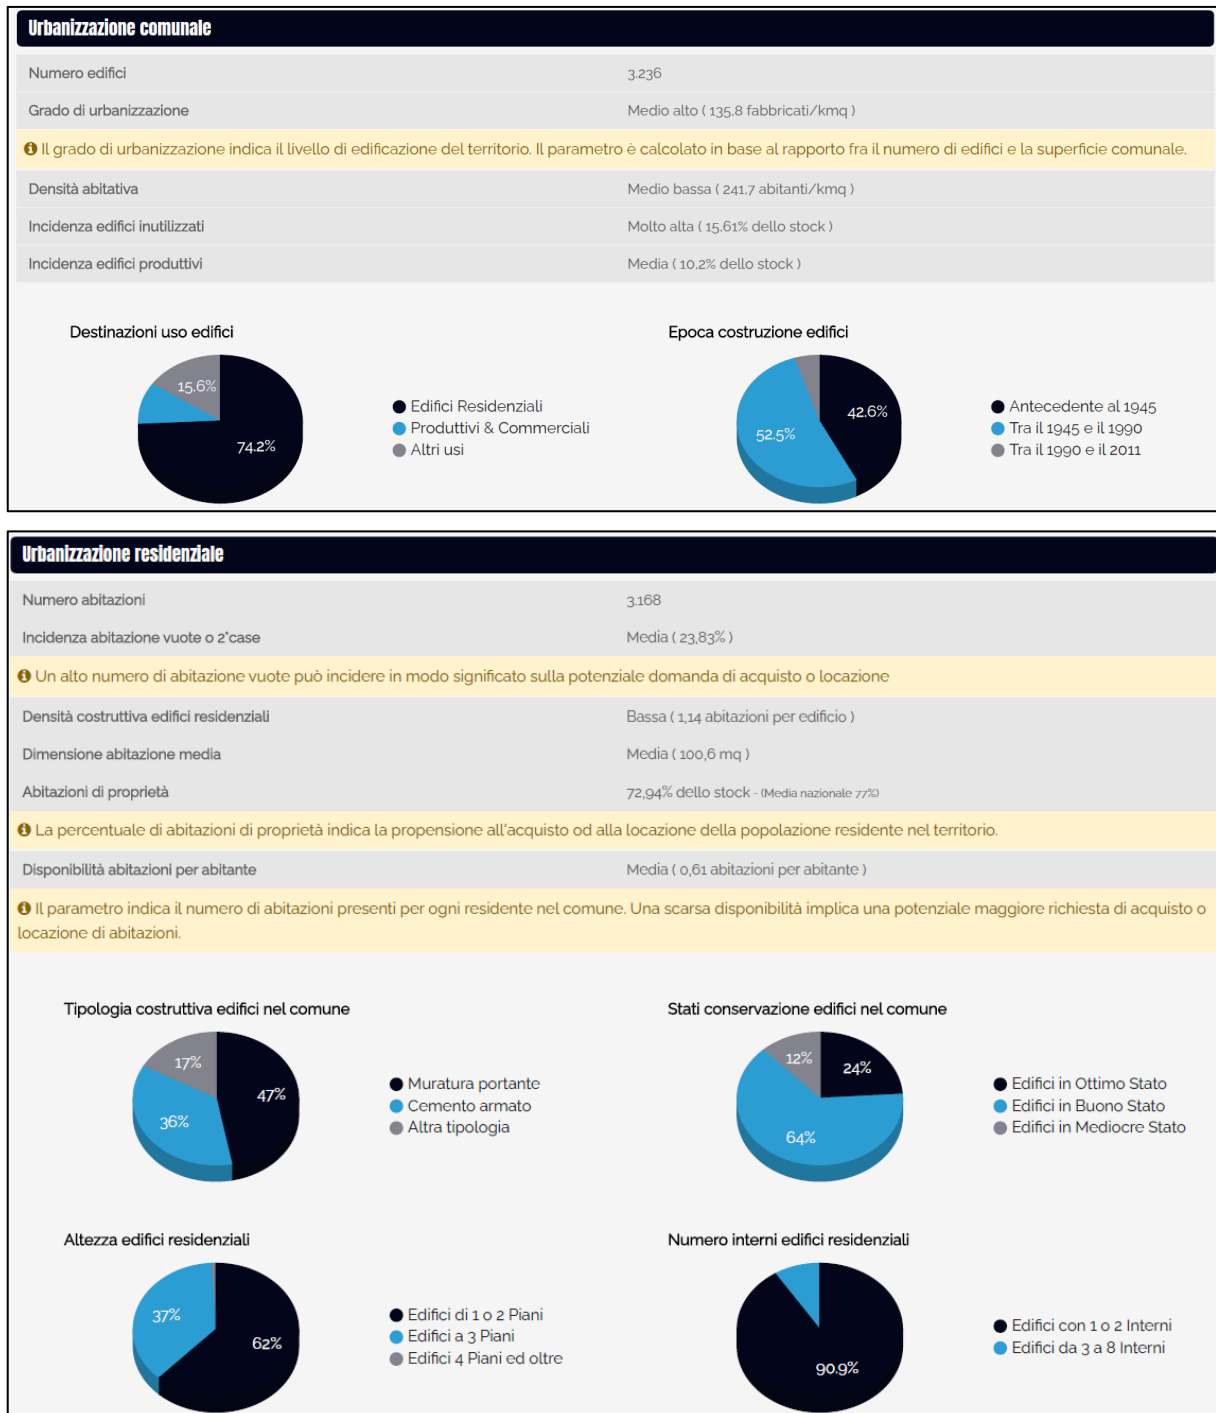 Urbanizzazione comunale
Numero edifici 3.236
Grado di urbanizzazione Medio alto ( 135,8 fabbricati/kmq )
Il grado di urbanizzazione indica il livello di edificazione del territorio. Il parametro è calcolato in base al rapporto fra il numero di edifici e la superficie comunale.
Densità abitativa Medio bassa ( 241,7 abitanti/kmq )
Incidenza edifici inutilizzati Molto alta ( 15,61% dello stock )
Incidenza edifici produttivi Media ( 10,2% dello stock )
Destinazioni uso edifici
15.6%
74.2%
Edifici Residenziali
Produttivi & Commerciali
Altri usi
Epoca costruzione edifici
42.6%
52.5%
Antecedente al 1945
Tra il 1945 e il 1990
Tra il 1990 e il 2011
Urbanizzazione residenziale
Numero abitazioni 3.168
Incidenza abitazione vuote o 2°case Media ( 23,83% )
Un alto numero di abitazione vuote può incidere in modo significato sulla potenziale domanda di acquisto o locazione
Densità costruttiva edifici residenziali Bassa ( 1,14 abitazioni per edificio )
Dimensione abitazione media Media ( 100,6 mq )
Abitazioni di proprietà 72,94% dello stock - (Media nazionale 77%)
La percentuale di abitazioni di proprietà indica la propensione all'acquisto od alla locazione della popolazione residente nel territorio.
Disponibilità abitazioni per abitante Media ( 0,61 abitazioni per abitante )
Il parametro indica il numero di abitazioni presenti per ogni residente nel comune. Una scarsa disponibilità implica una potenziale maggiore richiesta di acquisto o
locazione di abitazioni.
Tipologia costruttiva edifici nel comune
17%
47%
36%
Muratura portante
Cemento armato
Altra tipologia
Stati conservazione edifici nel comune
12%
24%
64%
Edifici in Ottimo Stato
Edifici in Buono Stato
Edifici in Mediocre Stato
Altezza edifici residenziali
37%
62%
Edifici di 1 o 2 Piani
Edifici a 3 Piani
Edifici 4 Piani ed oltre
Numero interni edifici residenziali
90.9%
Edifici con 1 o 2 Interni
Edifici da 3 a 8 Interni